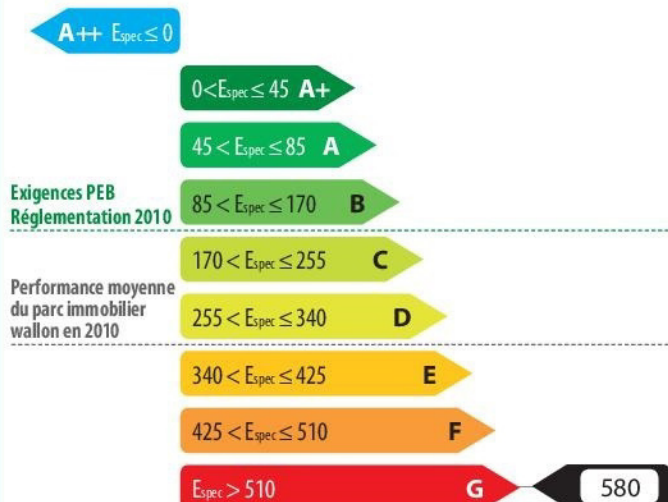 A++ Espec ≤ 0
0 < Espec ≤ 45 A+
45 < Espec ≤ 85 A
Exigences PEB
Réglementation 2010
85 < Espec ≤ 170 B
170 < Espec ≤ 255 C
Performance moyenne
du parc immobilier
wallon en 2010
255 < Espec ≤ 340 D
340 < Espec ≤ 425 E
425 < Espec ≤ 510 F
Espec > 510 G 580